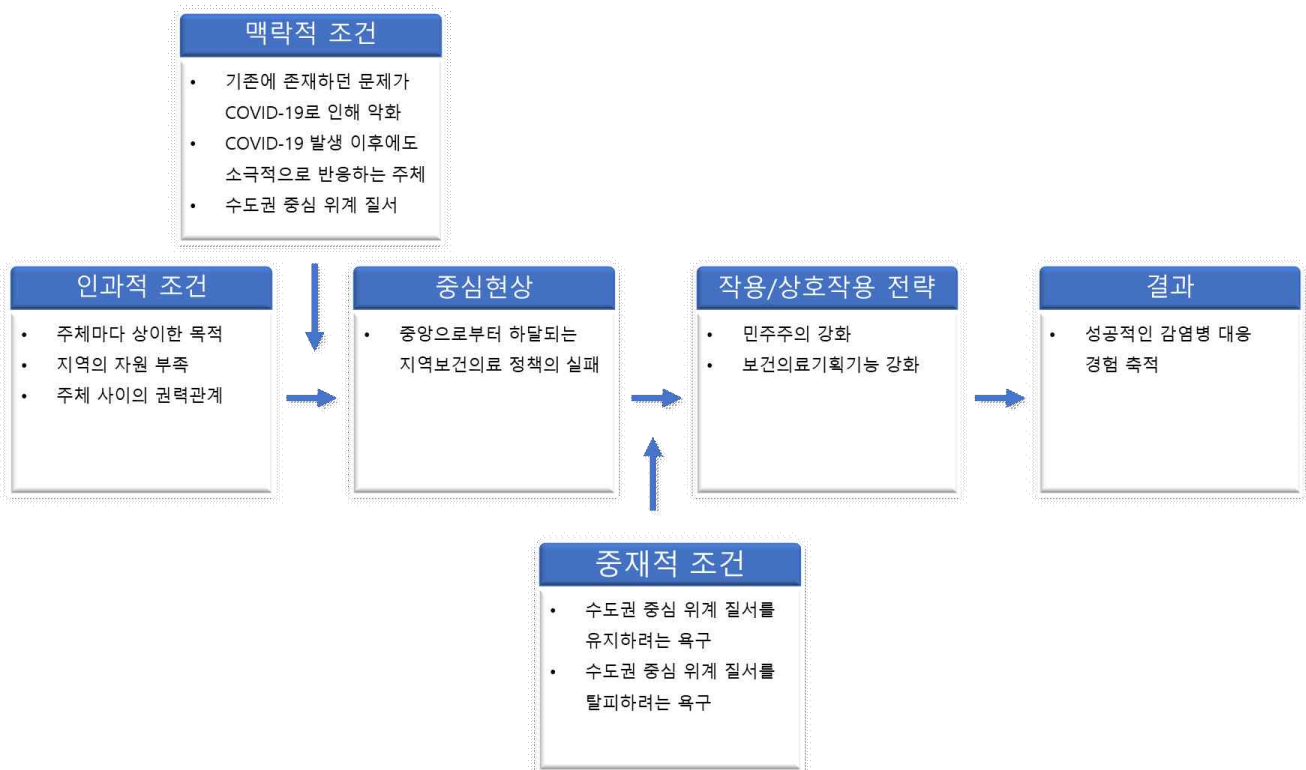 맥락적 조건
• 기존에 존재하던 문제가
COVID-19로 인해 악화
• COVID-19 발생 이후에도
소극적으로 반응하는 주체
• 수도권 중심 위계 질서
인과적 조건
• 주체마다 상이한 목적
• 지역의 자원 부족
• 주체 사이의 권력관계
중심현상
• 중앙으로부터 하달되는
지역보건의료 정책의 실패
작용/상호작용 전략
• 민주주의 강화
• 보건의료기획기능 강화
결과
• 성공적인 감염병 대응
경험 축적
중재적 조건
• 수도권 중심 위계 질서를
유지하려는 욕구
• 수도권 중심 위계 질서를
탈피하려는 욕구